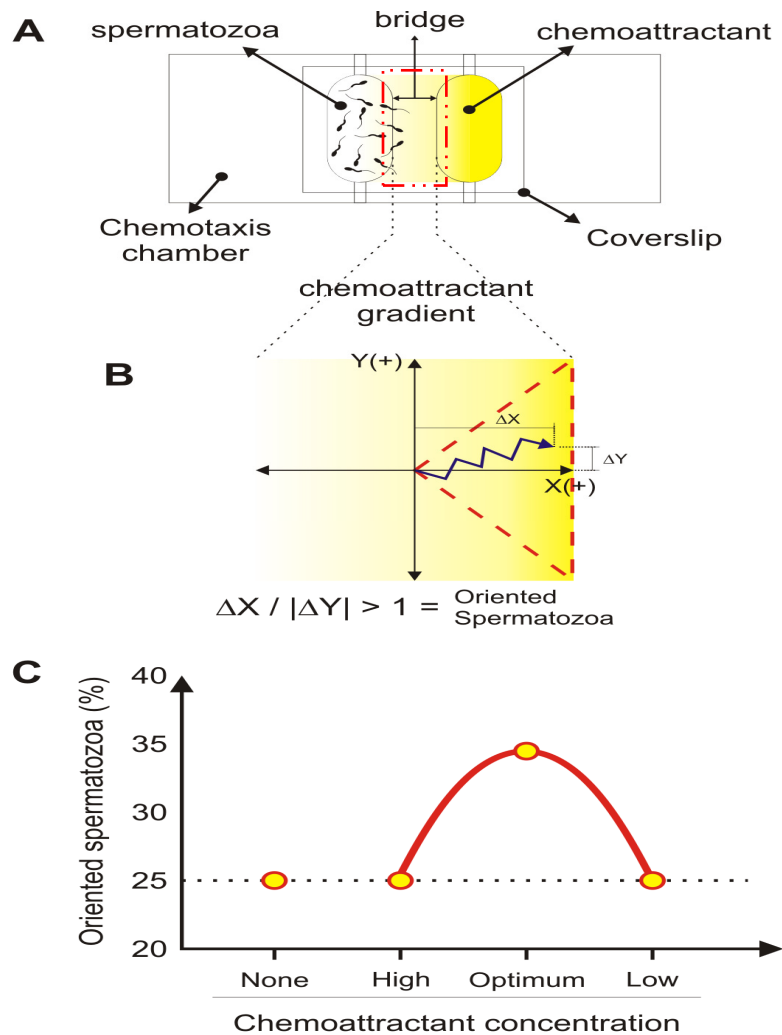 A
spermatozoa
bridge
chemoattractant
Chemotaxis
chamber
Coverslip
chemoattractant
gradient
B
Y(+)
ΔX
ΔY
X(+)
ΔX / |ΔY| > 1 = Oriented
Spermatozoa
C
Oriented spermatozoa (%)
40
35
30
25
20
None High Optimum Low
Chemoattractant concentration